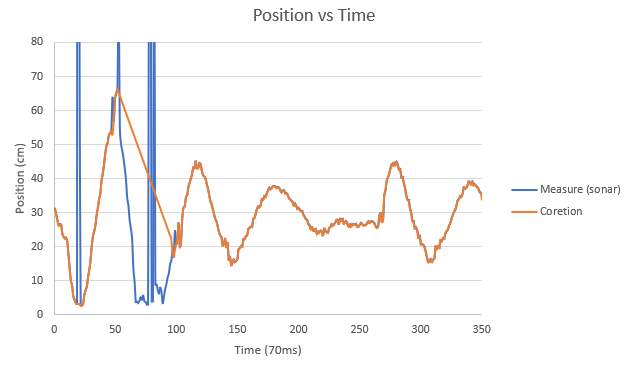 Position vs Time
80
70
60
50
40
30
20
10
0
Position (cm)
0 50 100 150 200 250 300 350
Time (70ms)
Measure (sonar)
Coretion